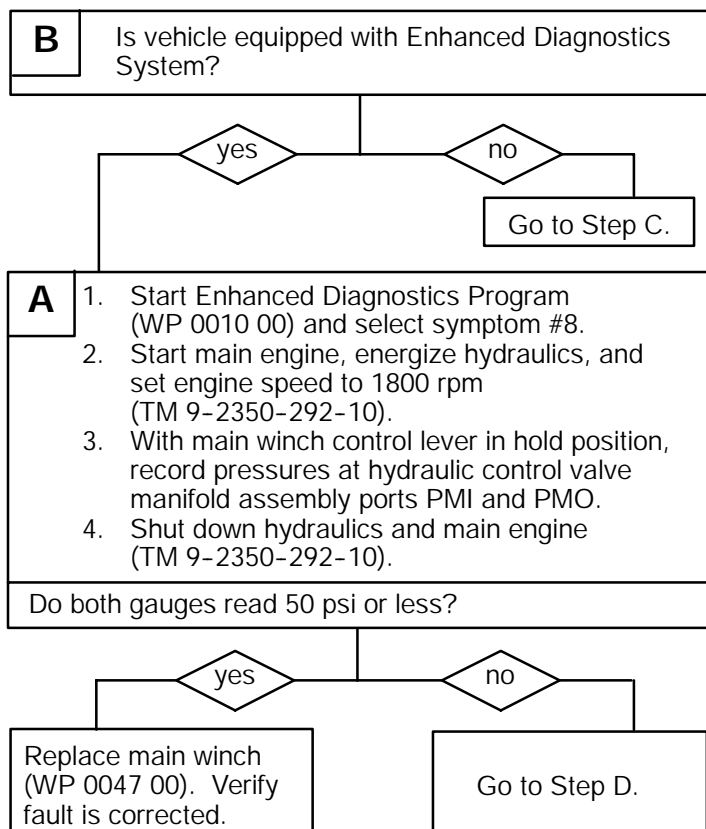 B
Is vehicle equipped with Enhanced Diagnostics
System?
yes
no
Go to Step C.
A
1. Start Enhanced Diagnostics Program
(WP 0010 00) and select symptom #8.
2. Start main engine, energize hydraulics, and
set engine speed to 1800 rpm
(TM 9-2350-292-10).
3. With main winch control lever in hold position,
record pressures at hydraulic control valve
manifold assembly ports PMI and PMO.
4. Shut down hydraulics and main engine
(TM 9-2350-292-10).
Do both gauges read 50 psi or less?
yes
no
Replace main winch
(WP 0047 00). Verify
fault is corrected.
Go to Step D.